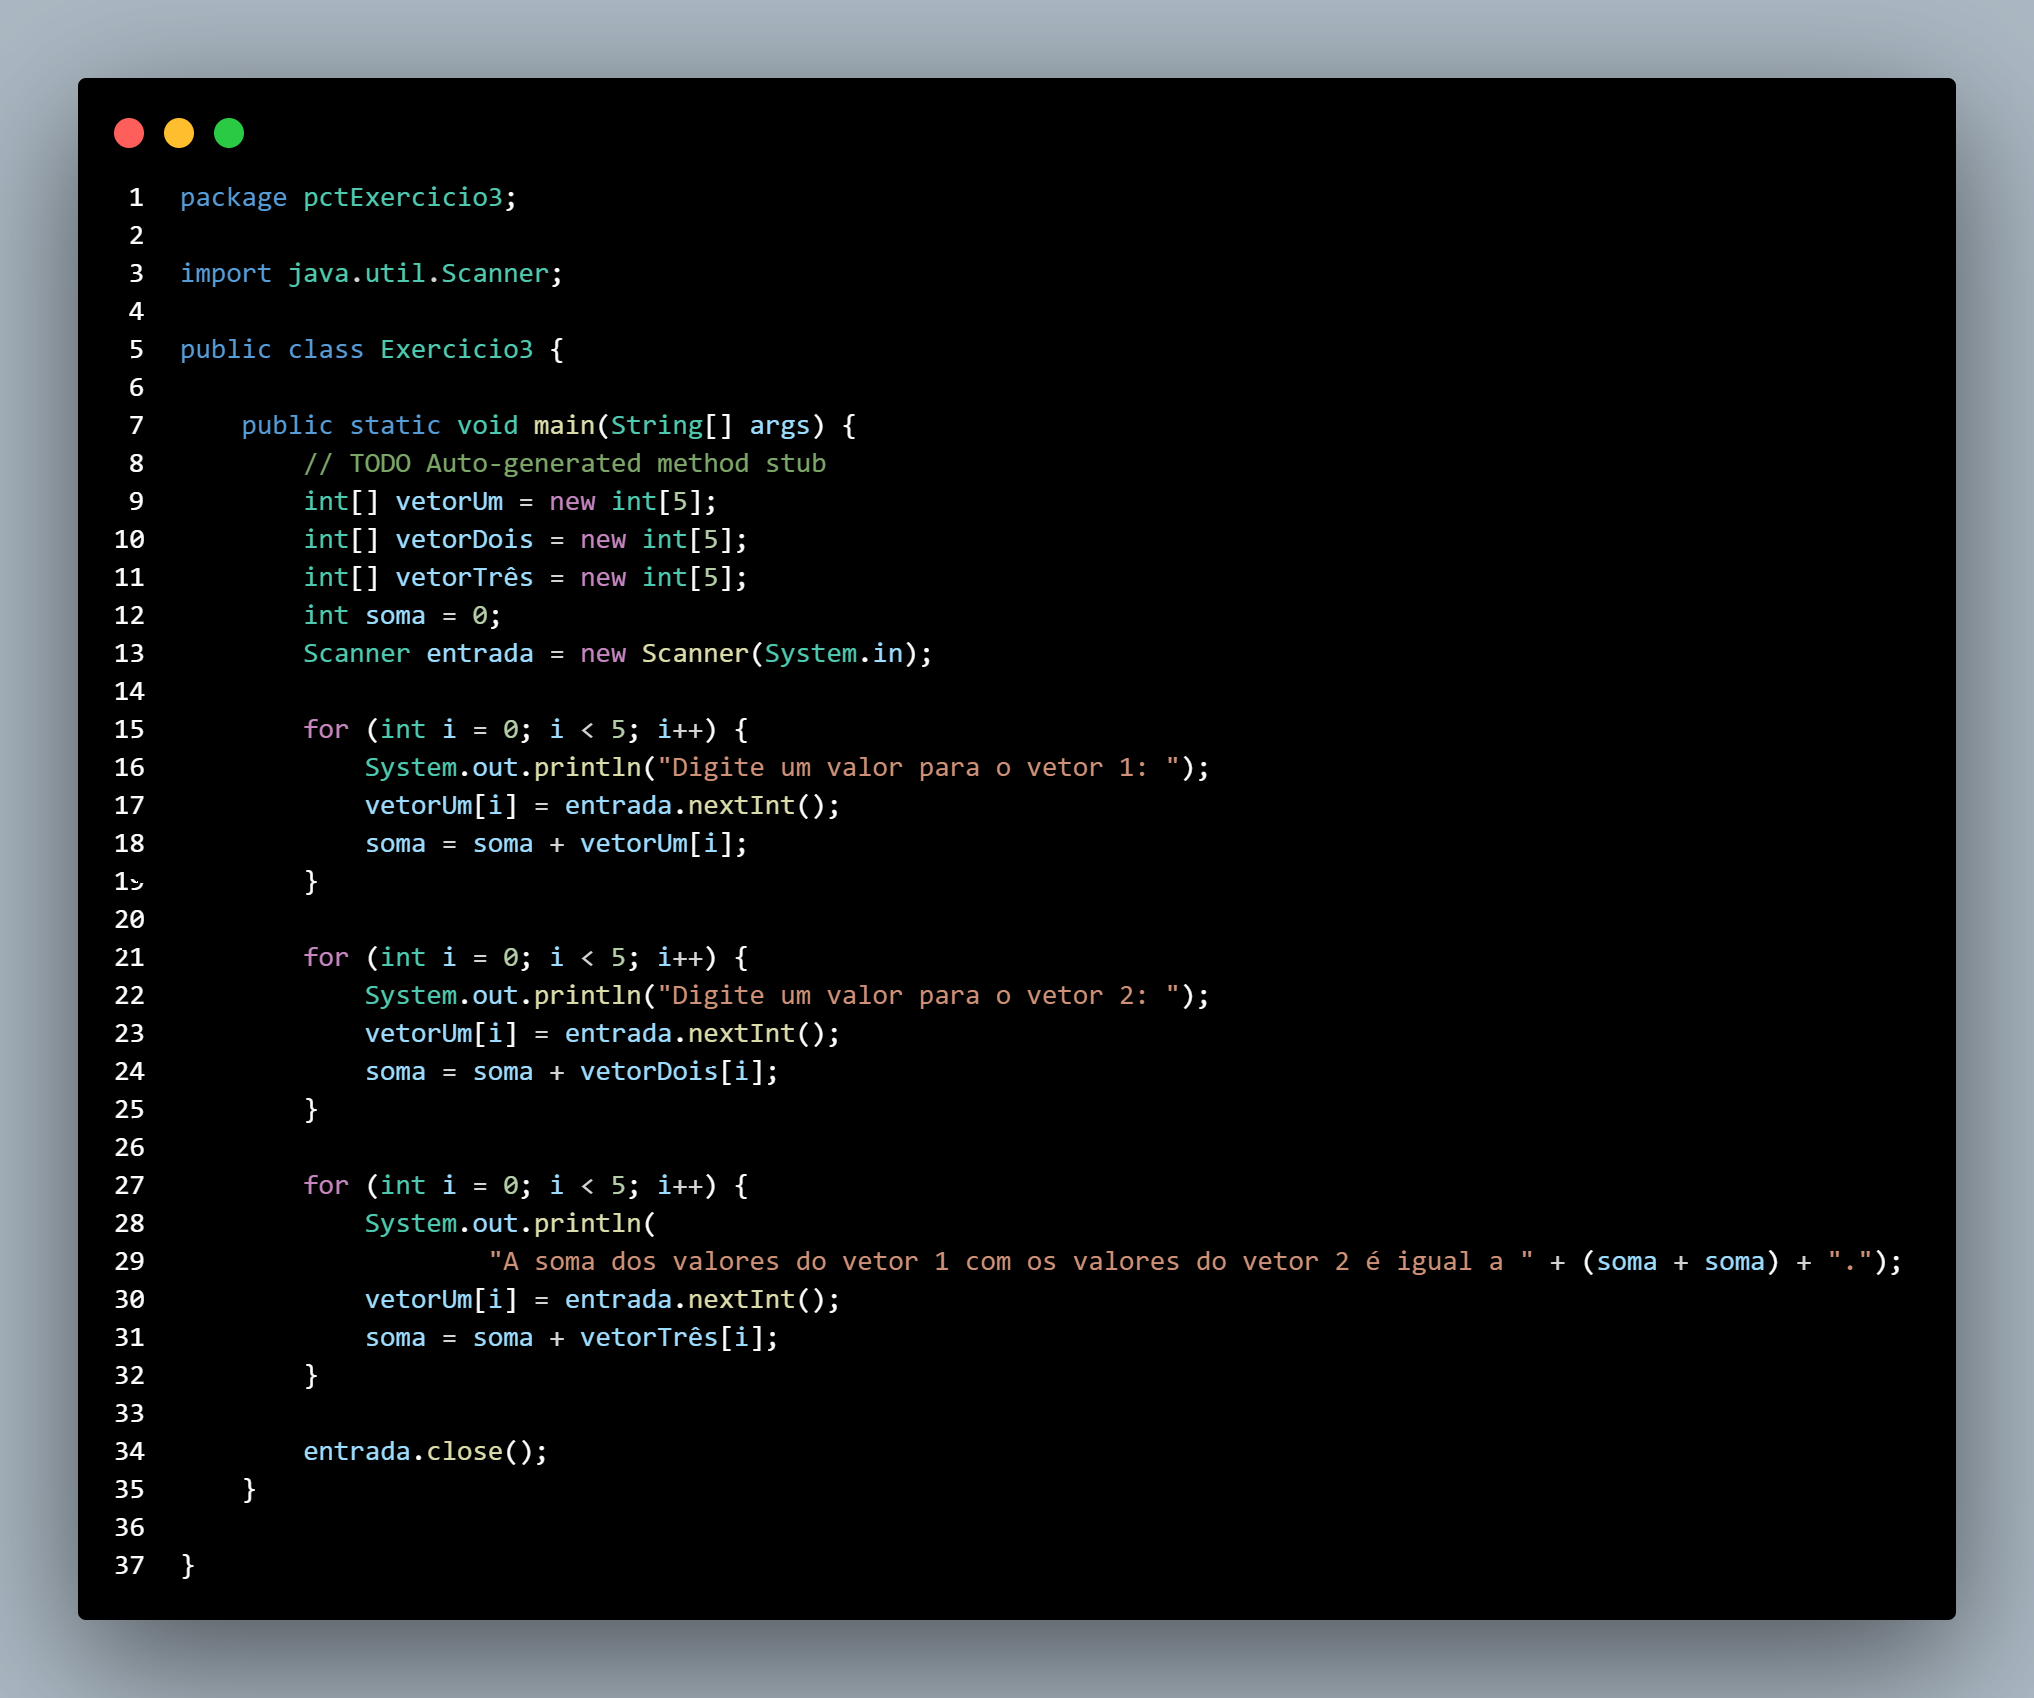 1 package pctExercicio3;
2
3 import java.util.Scanner;
4
5 public class Exercicio3 {
6
7     public static void main(String[] args) {
8         // TODO Auto-generated method stub
9         int[] vetorUm = new int[5];
10         int[] vetorDois = new int[5];
11         int[] vetorTrês = new int[5];
12         int soma = 0;
13         Scanner entrada = new Scanner(System.in);
14
15         for (int i = 0; i < 5; i++) {
16             System.out.println("Digite um valor para o vetor 1: ");
17             vetorUm[i] = entrada.nextInt();
18             soma = soma + vetorUm[i];
19         }
20
21         for (int i = 0; i < 5; i++) {
22             System.out.println("Digite um valor para o vetor 2: ");
23             vetorUm[i] = entrada.nextInt();
24             soma = soma + vetorDois[i];
25         }
26
27         for (int i = 0; i < 5; i++) {
28             System.out.println(
29                     "A soma dos valores do vetor 1 com os valores do vetor 2 é igual a " + (soma + soma) + ".");
30             vetorUm[i] = entrada.nextInt();
31             soma = soma + vetorTrês[i];
32         }
33
34         entrada.close();
35     }
36
37 }